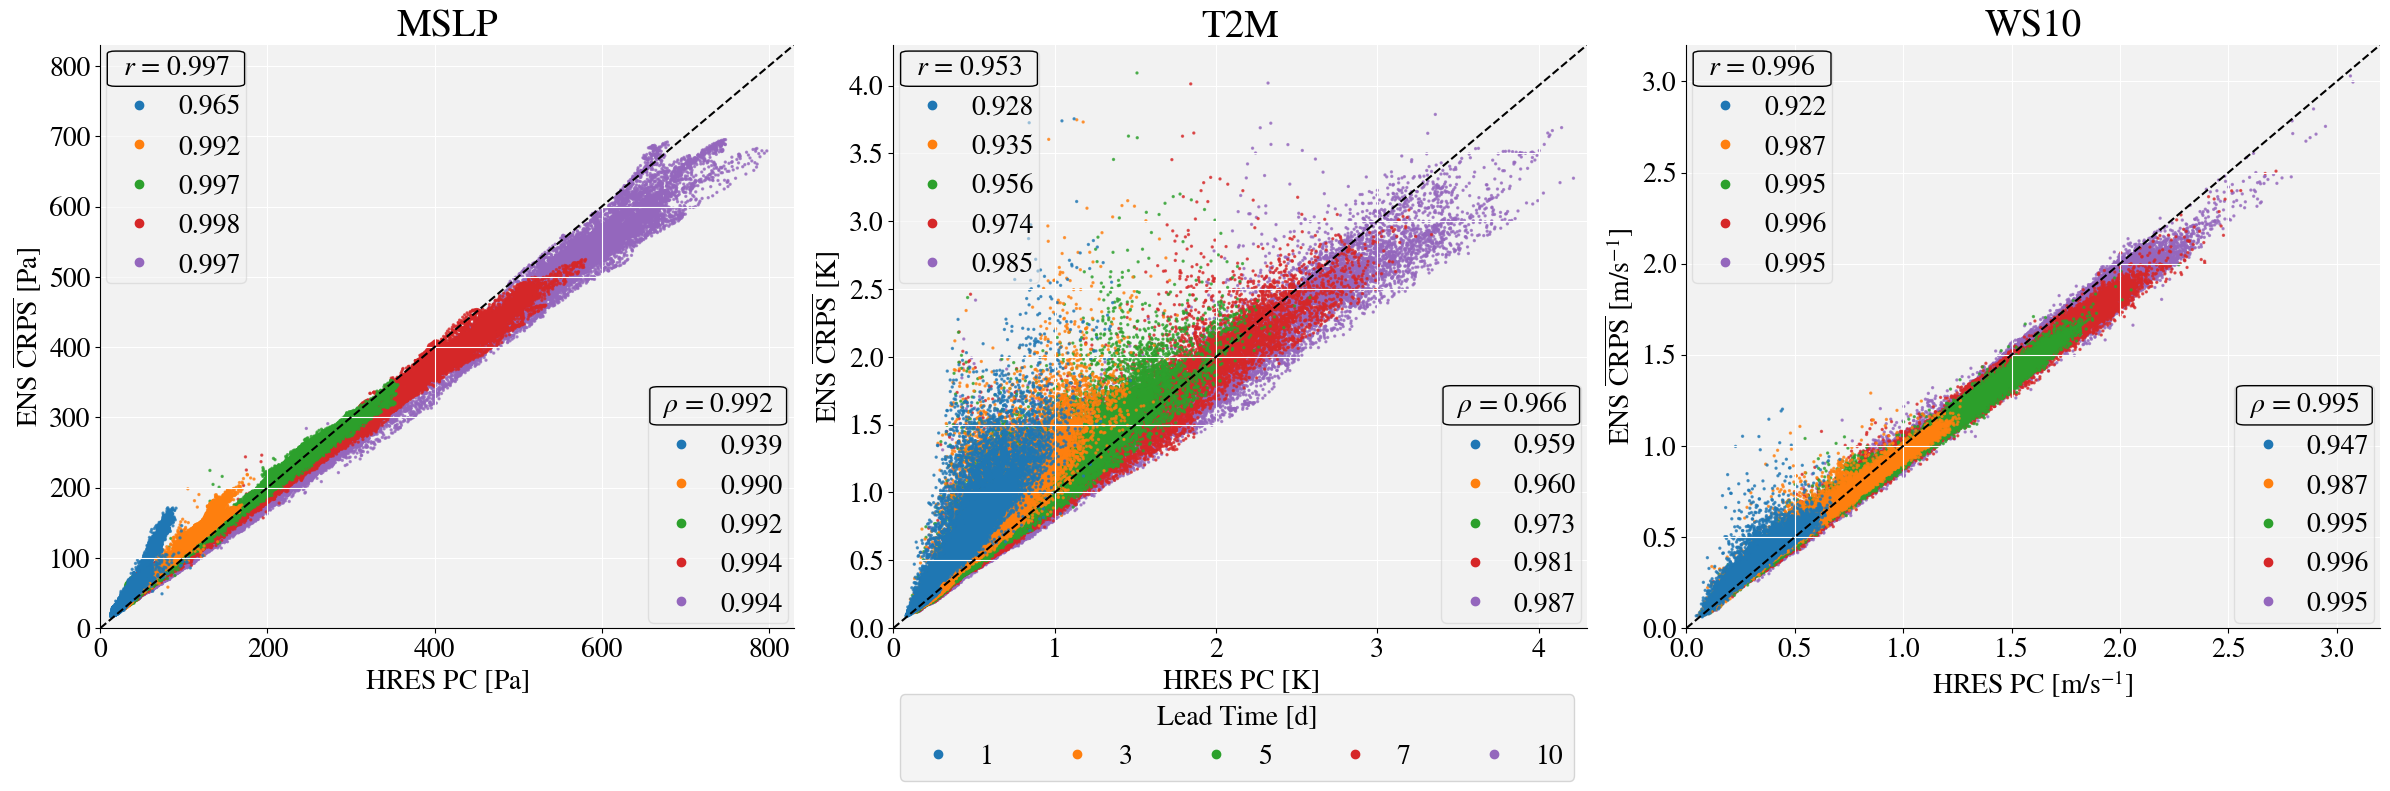 MSLP
r = 0.997
0.965
0.992
0.997
0.998
0.997
ρ = 0.992
0.939
0.990
0.992
0.994
0.994
800
700
600
500
400
300
200
100
0
0 200 400 600 800
ENS CRPS [Pa]
HRES PC [Pa]
T2M
r = 0.953
0.928
0.935
0.956
0.974
0.985
ρ = 0.966
0.959
0.960
0.973
0.981
0.987
4.0
3.5
3.0
2.5
2.0
1.5
1.0
0.5
0.0
0 1 2 3 4
ENS CRPS [K]
HRES PC [K]
WS10
r = 0.996
0.922
0.987
0.995
0.996
0.995
ρ = 0.995
0.947
0.987
0.995
0.996
0.995
3.0
2.5
2.0
1.5
1.0
0.5
0.0
0.0 0.5 1.0 1.5 2.0 2.5 3.0
ENS CRPS [m/s⁻¹]
HRES PC [m/s⁻¹]
Lead Time [d]
1 3 5 7 10